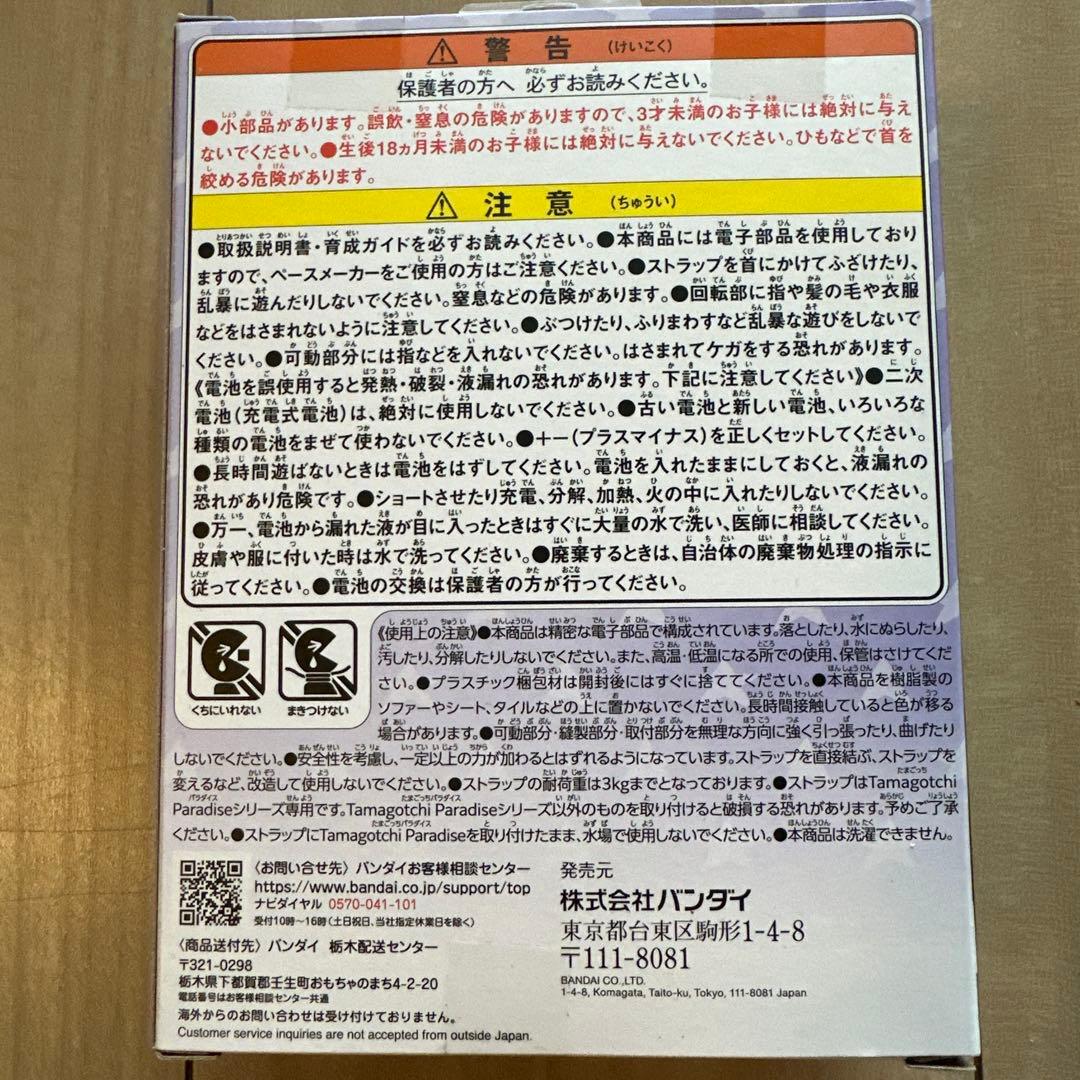 警告 (けいこく)
保護者の方へ 必ずお読みください。
●小部品があります。誤飲・窒息の危険がありますので、3才未満のお子様には絶対に与え
ないでください。●生後18ヵ月未満のお子様には絶対に与えないでください。ひもなどで首を
絞める危険があります。
注意 (ちゅうい)
●取扱説明書・育成ガイドを必ずお読みください。●本商品には電子部品を使用しており
ますので、ペースメーカーをご使用の方はご注意ください。●ストラップを首にかけてふざけたり、
乱暴に遊んだりしないでください。窒息などの危険があります。●回転部に指や髪の毛や衣服
などをはさまれないように注意してください。●ぶつけたり、ふりまわすなど乱暴な遊びをしないで
ください。●可動部分には指などを入れないでください。はさまれてケガをする恐れがあります。
《電池を誤使用すると発熱・破裂・液漏れの恐れがあります。下記に注意してください》●二次
電池(充電式電池)は、絶対に使用しないでください。●古い電池と新しい電池、いろいろな
種類の電池をまぜて使わないでください。●+-(プラスマイナス)を正しくセットしてください。
●長時間遊ばないときは電池をはずしてください。電池を入れたままにしておくと、液漏れの
恐れがあり危険です。●ショートさせたり充電、分解、加熱、火の中に入れたりしないでください。
●万一、電池から漏れた液が目に入ったときはすぐに大量の水で洗い、医師に相談してください。
皮膚や服に付いた時は水で洗ってください。●廃棄するときは、自治体の廃棄物処理の指示に
従ってください。●電池の交換は保護者の方が行ってください。
くちにいれない
まきつけない
《使用上の注意》●本商品は精密な電子部品で構成されています。落としたり、水にぬらしたり、
汚したり、分解したりしないでください。また、高温・低温になる所での使用、保管はさけてくだ
さい。●プラスチック梱包材は開封後にはすぐに捨ててください。●本商品を樹脂製の
ソファーやシート、タイルなどの上に置かないでください。長時間接触していると色が移る
場合があります。●可動部分・縫製部分・取付部分を無理な方向に強く引っ張ったり、曲げたり
しないでください。●安全性を考慮し、一定以上の力が加わるとはずれるようになっています。ストラップを直接結ぶ、ストラップを
変えるなど、改造して使用しないでください。●ストラップの耐荷重は3kgまでとなっております。●ストラップはTamagotchi
Paradiseシリーズ専用です。Tamagotchi Paradiseシリーズ以外のものを取り付けると破損する恐れがあります。予めご了承
ください。●ストラップにTamagotchi Paradiseを取り付けたまま、水場で使用しないでください。●本商品は洗濯できません。
〈お問い合せ先〉バンダイお客様相談センター
https://www.bandai.co.jp/support/top
ナビダイヤル 0570-041-101
受付10時~16時(土日祝日、当社指定休業日を除く)
〈商品送付先〉バンダイ 栃木配送センター
〒321-0298
栃木県下都賀郡壬生町おもちゃのまち4-2-20
電話番号はお客様相談センター共通
海外からのお問い合わせは受け付けておりません。
Customer service inquiries are not accepted from outside Japan.
発売元
株式会社バンダイ
東京都台東区駒形1-4-8
〒111-8081
BANDAI CO.,LTD.
1-4-8, Komagata, Taito-ku, Tokyo, 111-8081 Japan